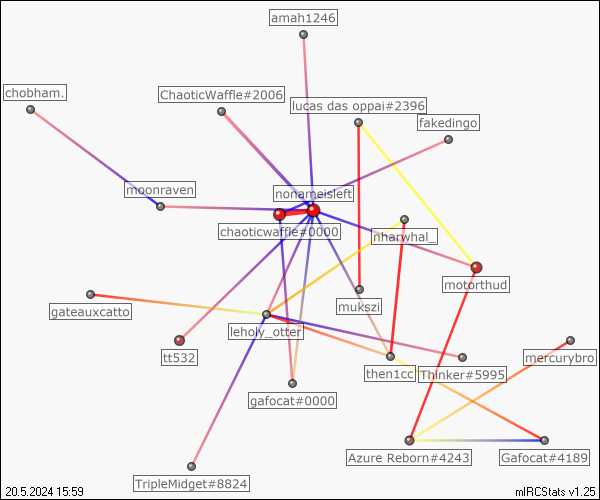 amah1246
chobham.
ChaoticWaffle#2006
lucas das oppai#2396
fakedingo
moonraven
nonameisleft
chaoticwaffle#0000
nharwhal_
motorthud
mukszi
gateauxcatto
leholy_otter
tt532
then1cc
Thinker#5995
mercurybro
gafocat#0000
Azure Reborn#4243
Gafocat#4189
TripleMidget#8824
20.5.2024 15:59
mIRCStats v1.25